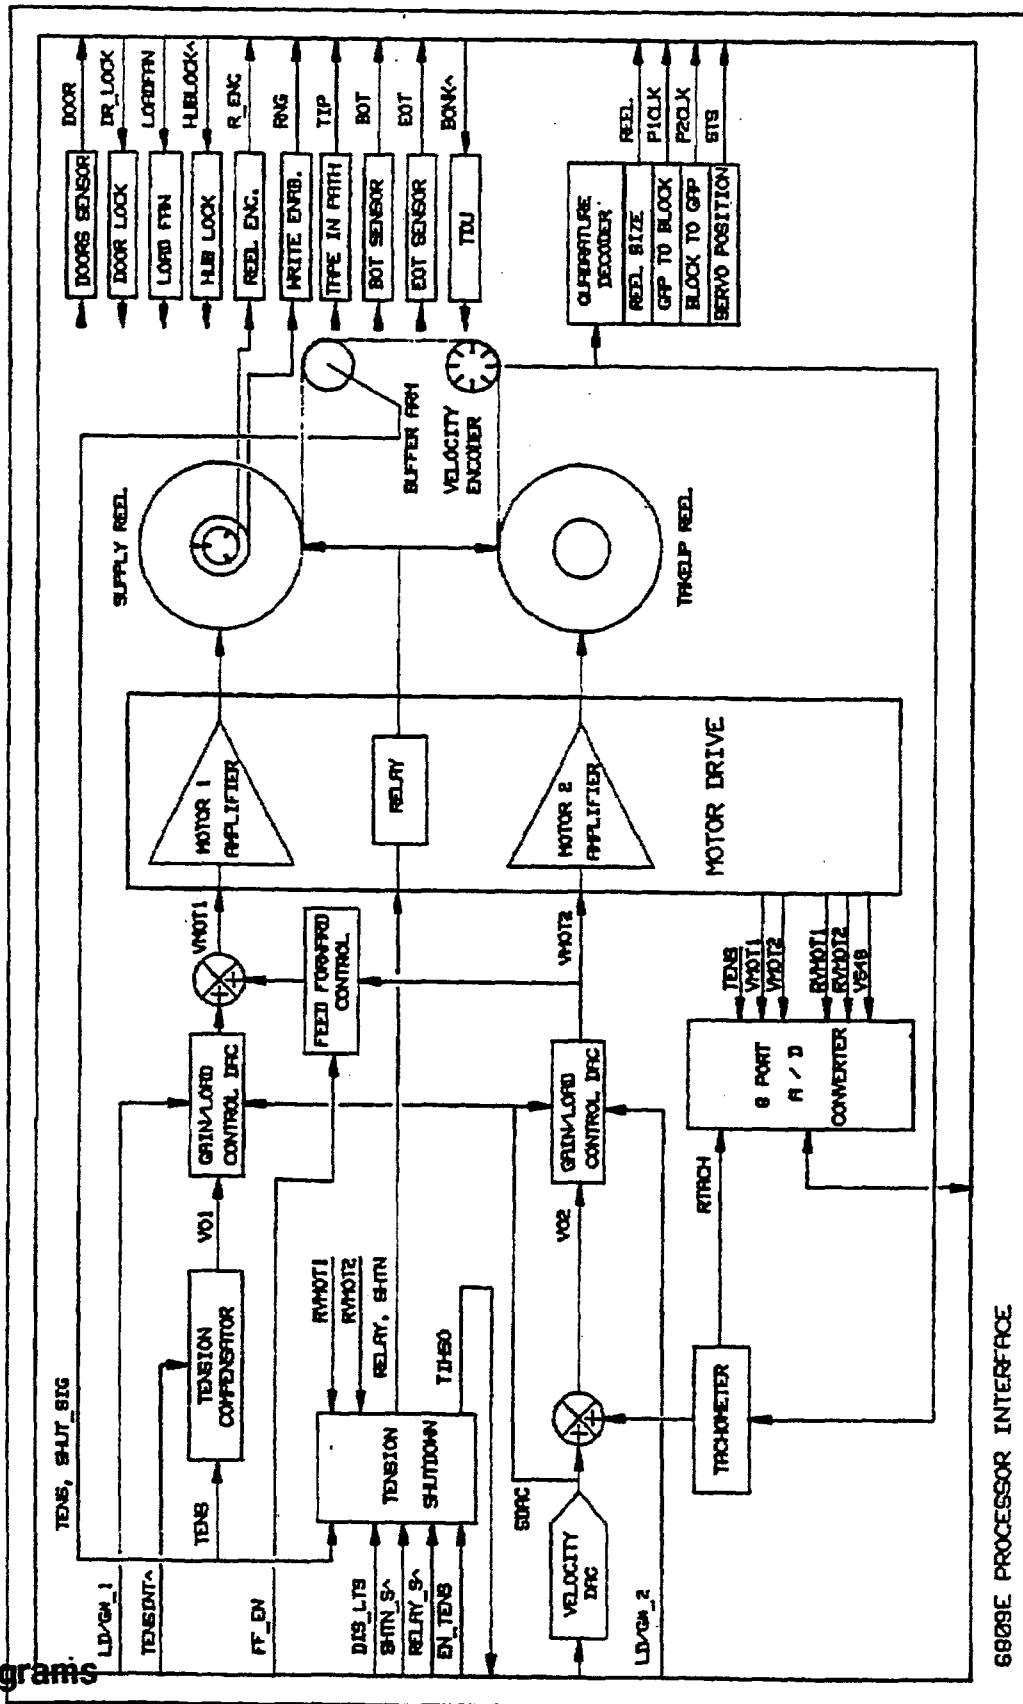 DOORS SENSOR
DOOR
DOOR LOCK
DR_LOCK
LOAD FAN
LOADFAN
HUB LOCK
HUBLOCK^
REEL ENC.
R_ENC
WRITE ENAB.
RNG
TAPE IN PATH
TIP
BOT SENSOR
BOT
EOT SENSOR
EOT
TDU
BONK^
QUADRATURE
DECODER
REEL SIZE
REEL
GAP TO BLOCK
P1CLK
BLOCK TO GAP
P2CLK
SERVO POSITION
STS
SUPPLY REEL
BUFFER ARM
VELOCITY
ENCODER
TAKEUP REEL
MOTOR 1
AMPLIFIER
RELAY
MOTOR 2
AMPLIFIER
MOTOR DRIVE
VMOT1
FEED FORWARD
CONTROL
VMOT2
TENS
VMOT1
VMOT2
RVMOT1
RVMOT2
VS48
GAIN/LOAD
CONTROL DAC
GAIN/LOAD
CONTROL DAC
8 PORT
A / D
CONVERTER
VO1
VO2
RTACH
RVMOT1
RVMOT2
RELAY, SHTN
TENSION
COMPENSATOR
TENSION
SHUTDOWN
TIHSO
TACHOMETER
TENS, SHUT_SIG
TENS
SDAC
VELOCITY
DAC
LD/GN_1
TENSINT^
FF_EN
DIS_LTS
SHTN_S^
RELAY_S^
EN_TENS
LD/GN_2
6809E PROCESSOR INTERFACE
grams